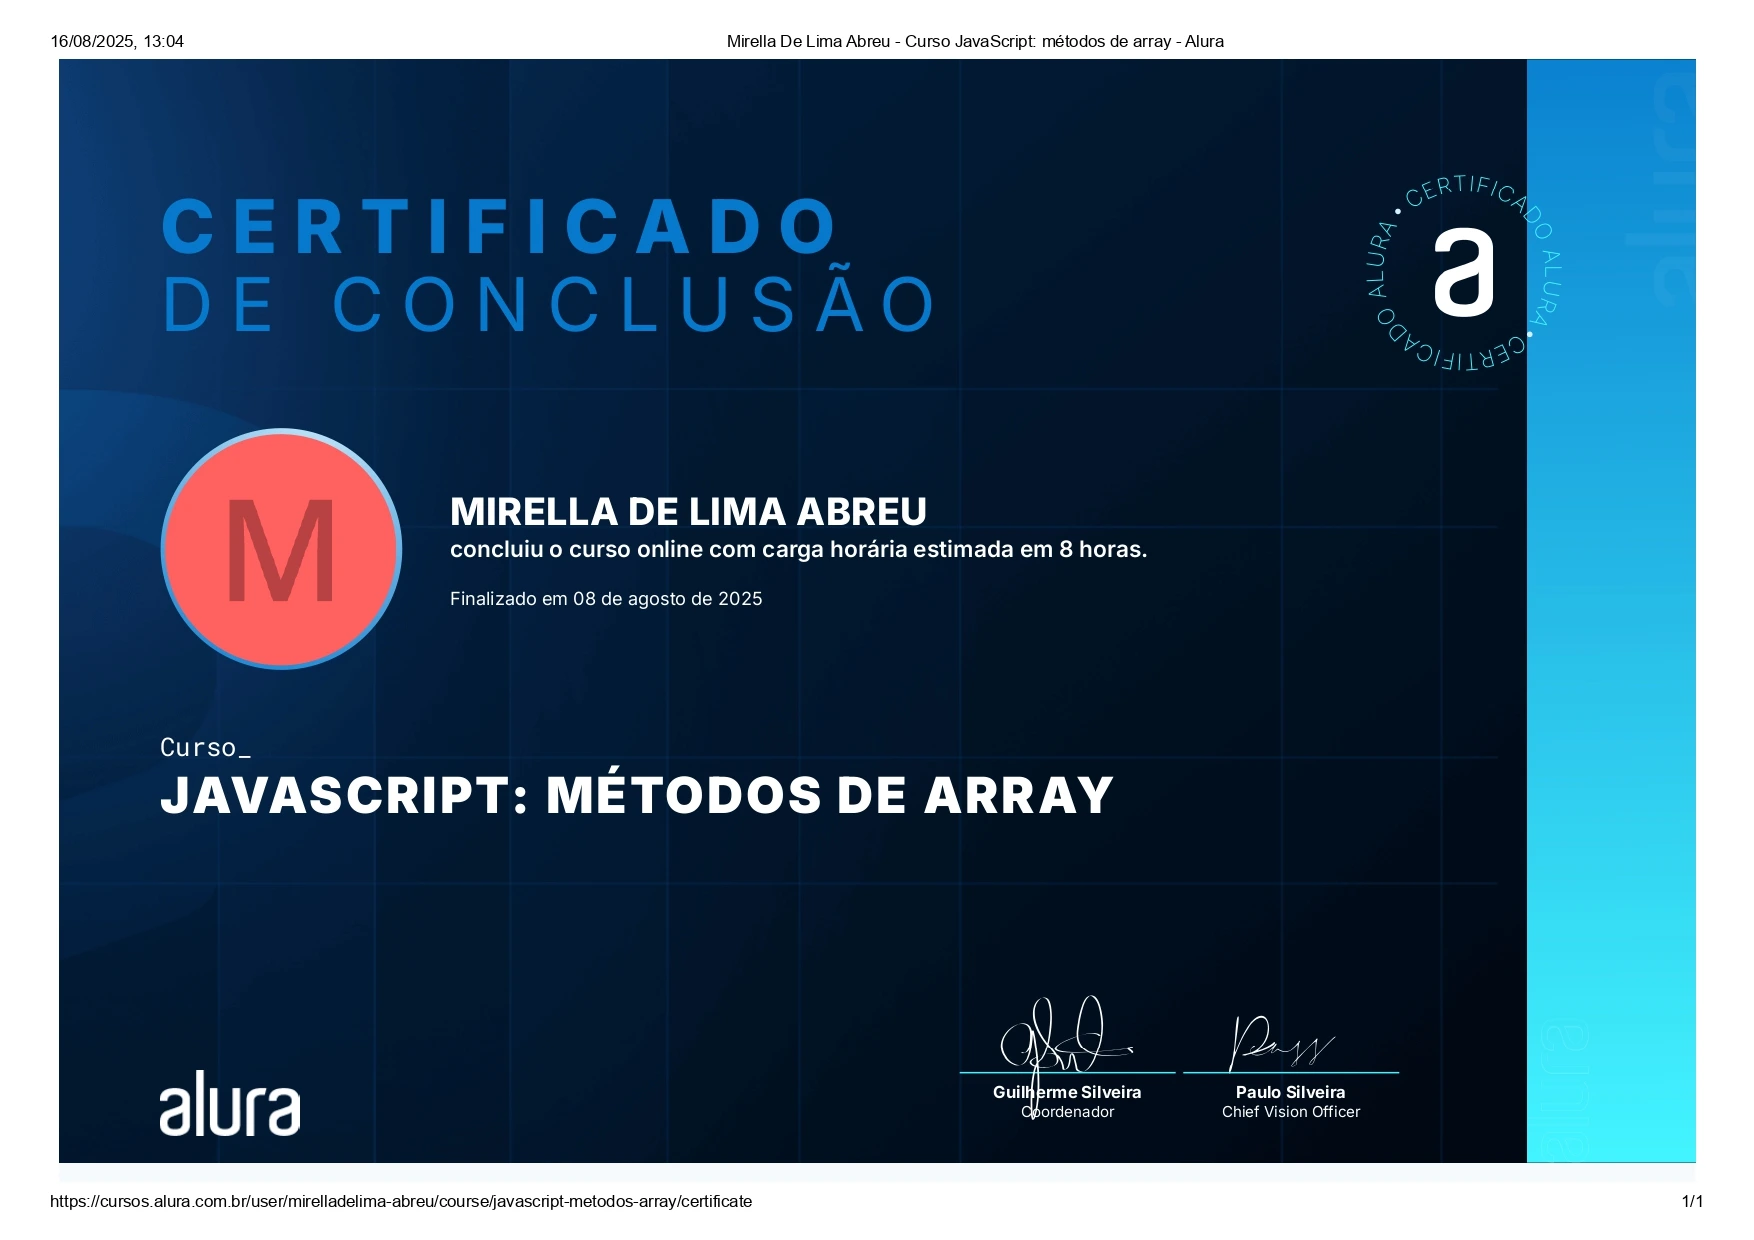 16/08/2025, 13:04
Mirella De Lima Abreu - Curso JavaScript: métodos de array - Alura
CERTIFICADO
DE CONCLUSÃO
CERTIFICADO ALURA • CERTIFICADO ALURA •
a
alura
M
MIRELLA DE LIMA ABREU
concluiu o curso online com carga horária estimada em 8 horas.
Finalizado em 08 de agosto de 2025
Curso_
JAVASCRIPT: MÉTODOS DE ARRAY
Guilherme Silveira
Coordenador
Paulo Silveira
Chief Vision Officer
alura
alura
https://cursos.alura.com.br/user/mirelladelima-abreu/course/javascript-metodos-array/certificate
1/1